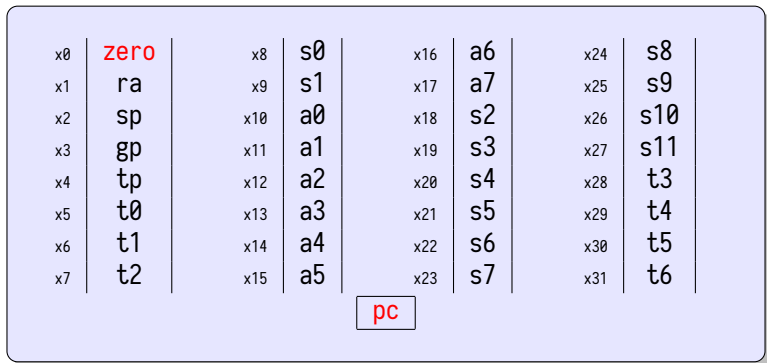 x0 zero x8 s0 x16 a6 x24 s8
x1 ra x9 s1 x17 a7 x25 s9
x2 sp x10 a0 x18 s2 x26 s10
x3 gp x11 a1 x19 s3 x27 s11
x4 tp x12 a2 x20 s4 x28 t3
x5 t0 x13 a3 x21 s5 x29 t4
x6 t1 x14 a4 x22 s6 x30 t5
x7 t2 x15 a5 x23 s7 x31 t6
pc